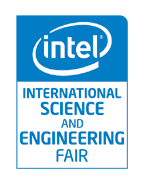 intel
INTERNATIONAL
SCIENCE
AND
ENGINEERING
FAIR